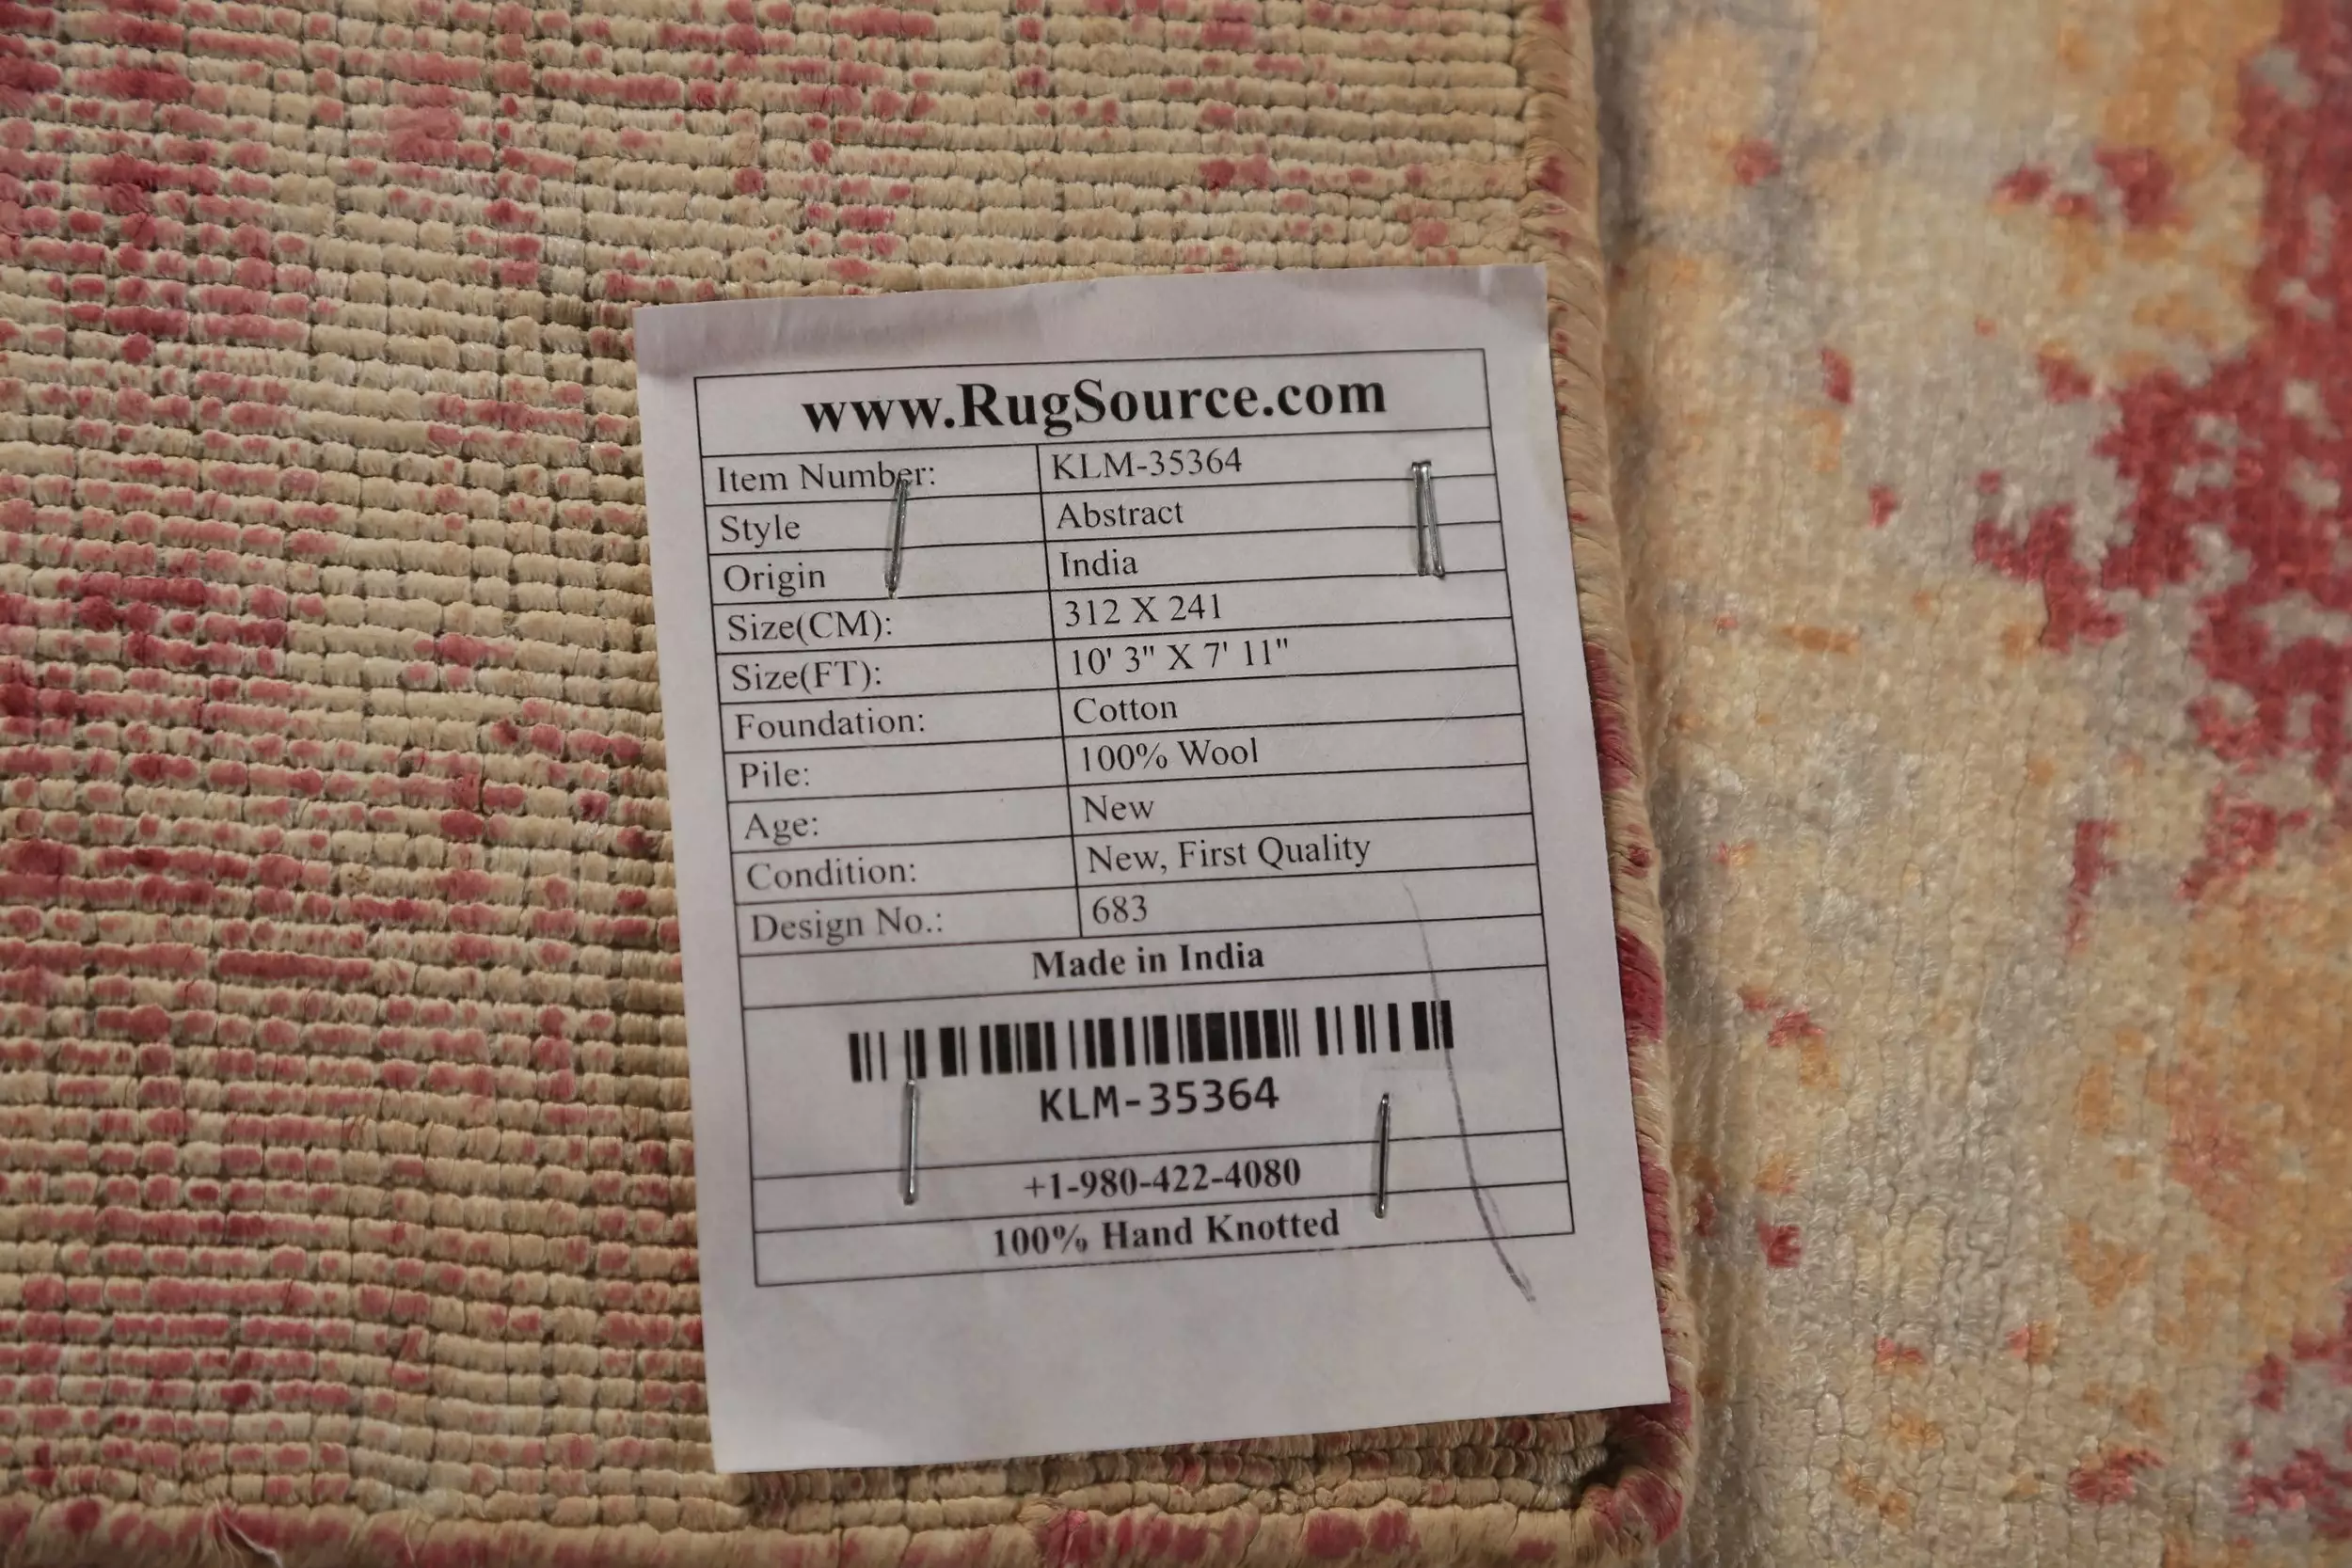 www.RugSource.com
Item Number: KLM-35364
Style Abstract
Origin India
Size(CM): 312 X 241
Size(FT): 10' 3" X 7' 11"
Foundation: Cotton
Pile: 100% Wool
Age: New
Condition: New, First Quality
Design No.: 683
Made in India
KLM-35364
+1-980-422-4080
100% Hand Knotted